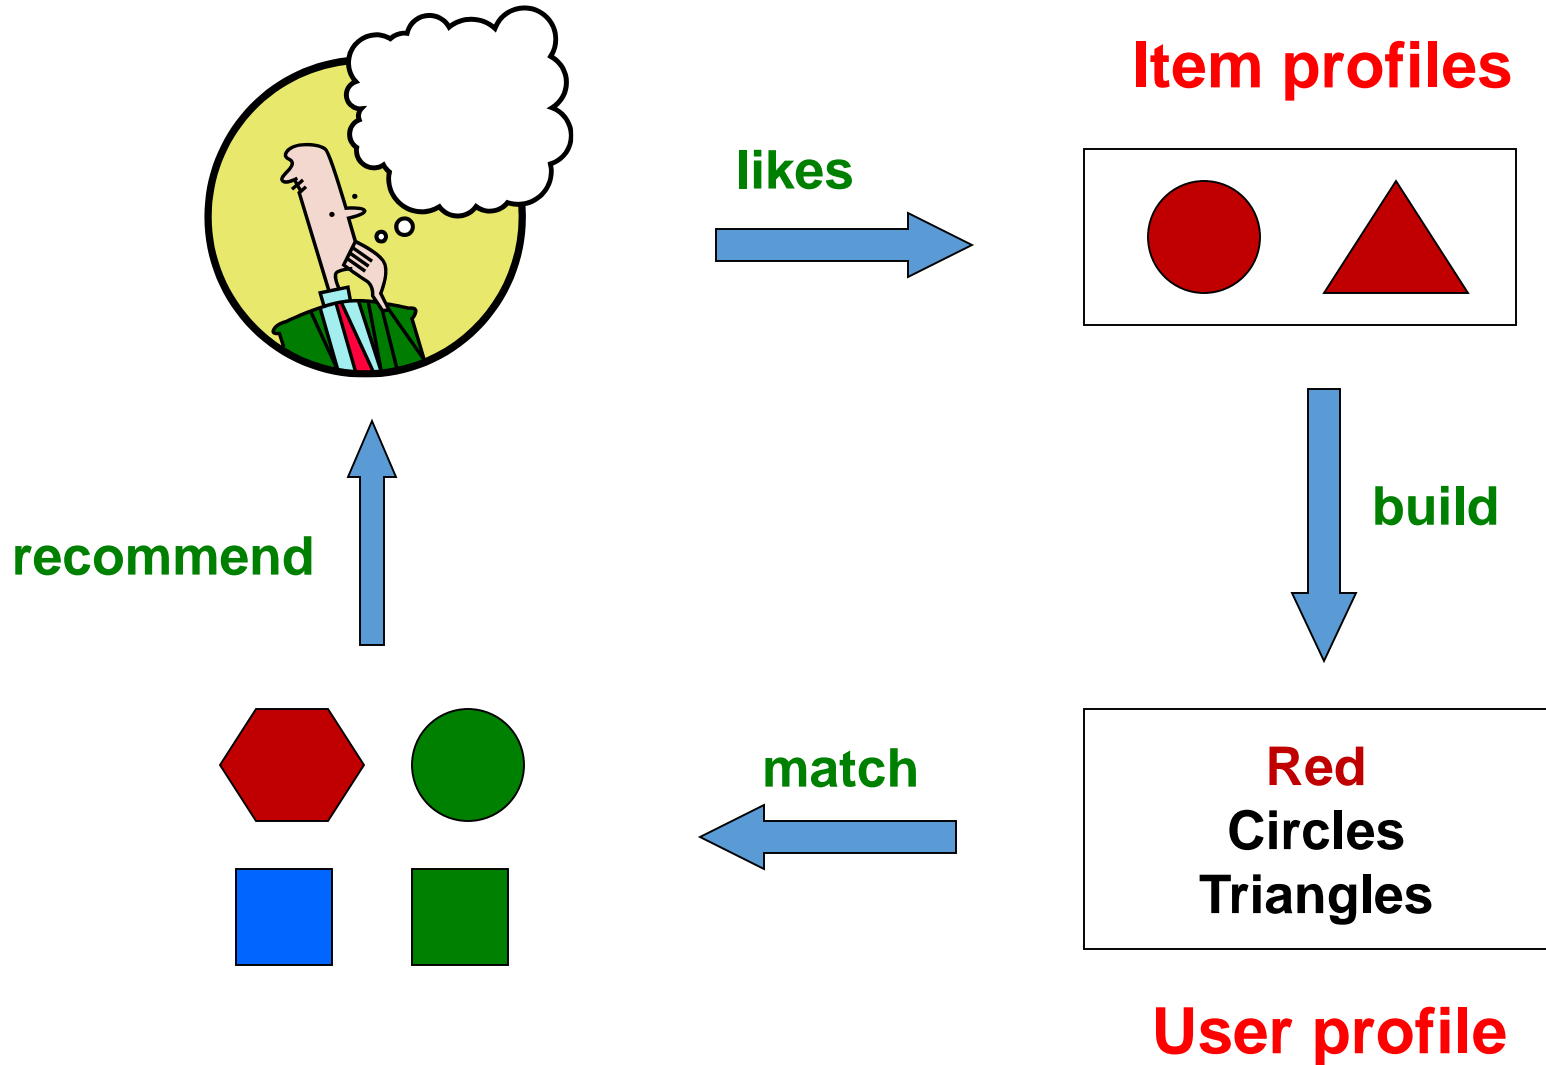 Item profiles
likes
build
recommend
match
Red
Circles
Triangles
User profile